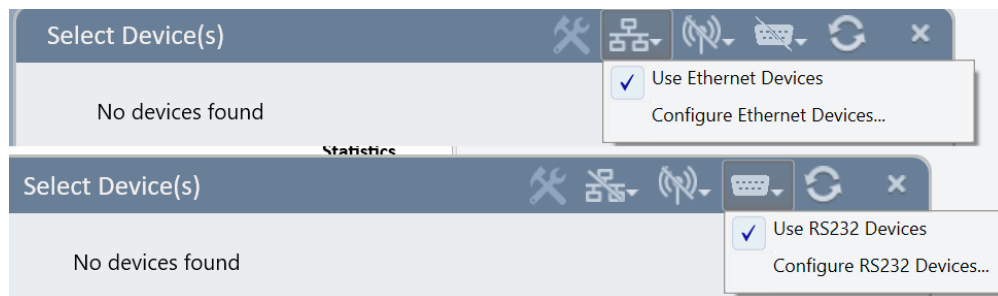 Select Device(s)
Use Ethernet Devices
No devices found
Configure Ethernet Devices...
Statistics
Select Device(s)
Use RS232 Devices
No devices found
Configure RS232 Devices...